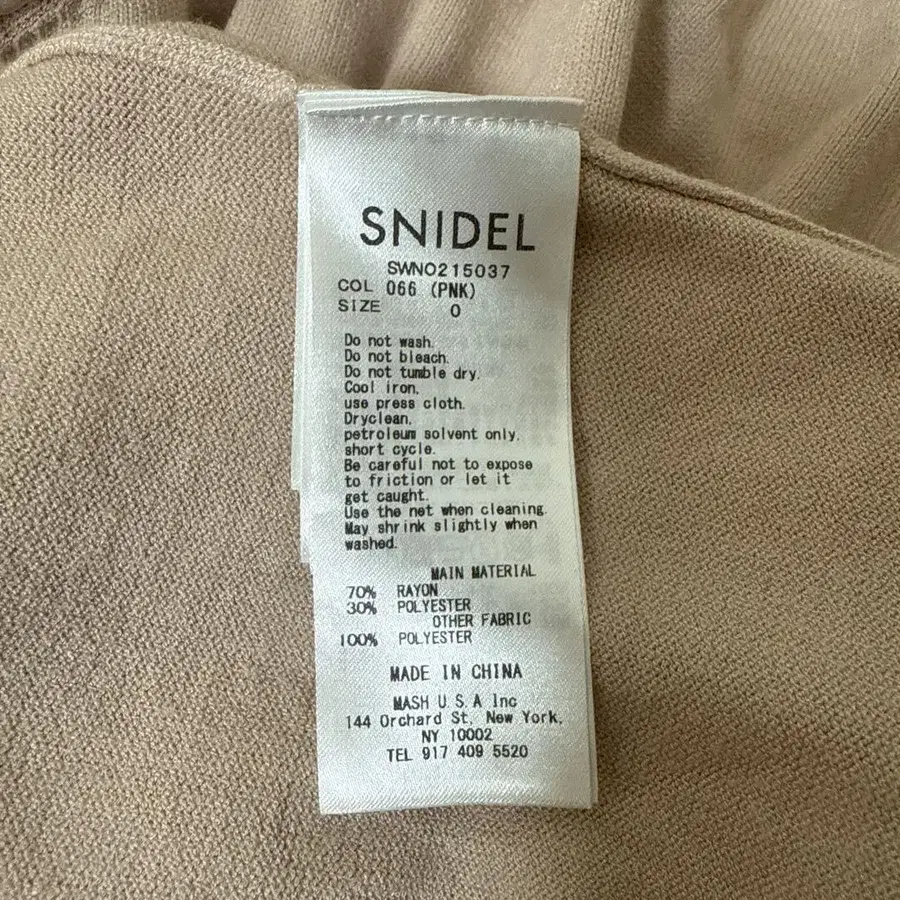 SNIDEL
SWNO215037
COL 066 (PNK)
SIZE 0
Do not wash.
Do not bleach.
Do not tumble dry.
Cool iron,
use press cloth.
Dryclean,
petroleum solvent only,
short cycle.
Be careful not to expose
to friction or let it
get caught.
Use the net when cleaning.
May shrink slightly when
washed.
MAIN MATERIAL
70% RAYON
30% POLYESTER
OTHER FABRIC
100% POLYESTER
MADE IN CHINA
MASH U.S.A Inc
144 Orchard St, New York,
NY 10002
TEL 917 409 5520